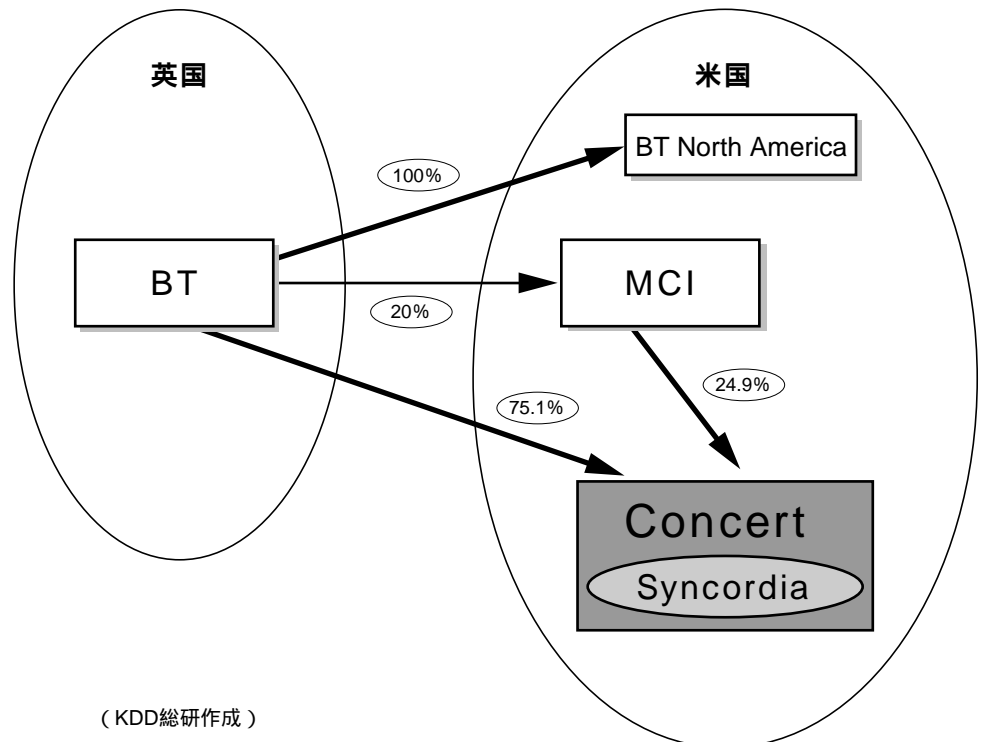 英国
米国
BT North America
100%
BT
MCI
20%
24.9%
75.1%
Concert
Syncordia
(KDD総研作成)